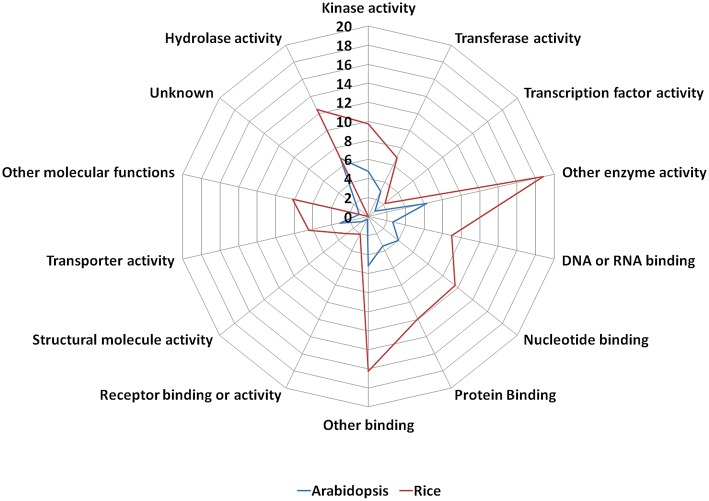 Kinase activity
20
18
16
14
12
10
8
6
4
2
0
Transferase activity
Transcription factor activity
Other enzyme activity
DNA or RNA binding
Nucleotide binding
Protein Binding
Other binding
Receptor binding or activity
Structural molecule activity
Transporter activity
Other molecular functions
Unknown
Hydrolase activity
Arabidopsis Rice